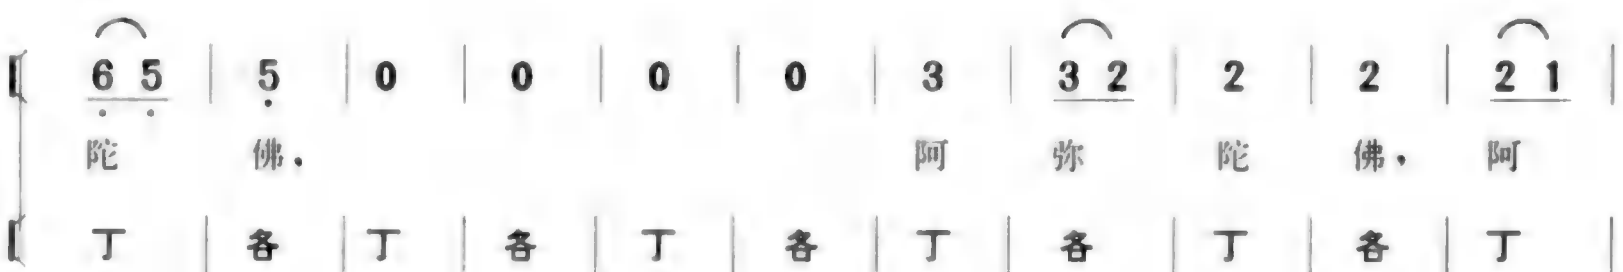 6 5 | 5 | 0 | 0 | 0 | 0 | 3 | 3 2 | 2 | 2 | 2 1 |
陀 佛. 阿 弥 陀 佛, 阿
丁 | 各 | 丁 | 各 | 丁 | 各 | 丁 | 各 | 丁 | 各 | 丁 |